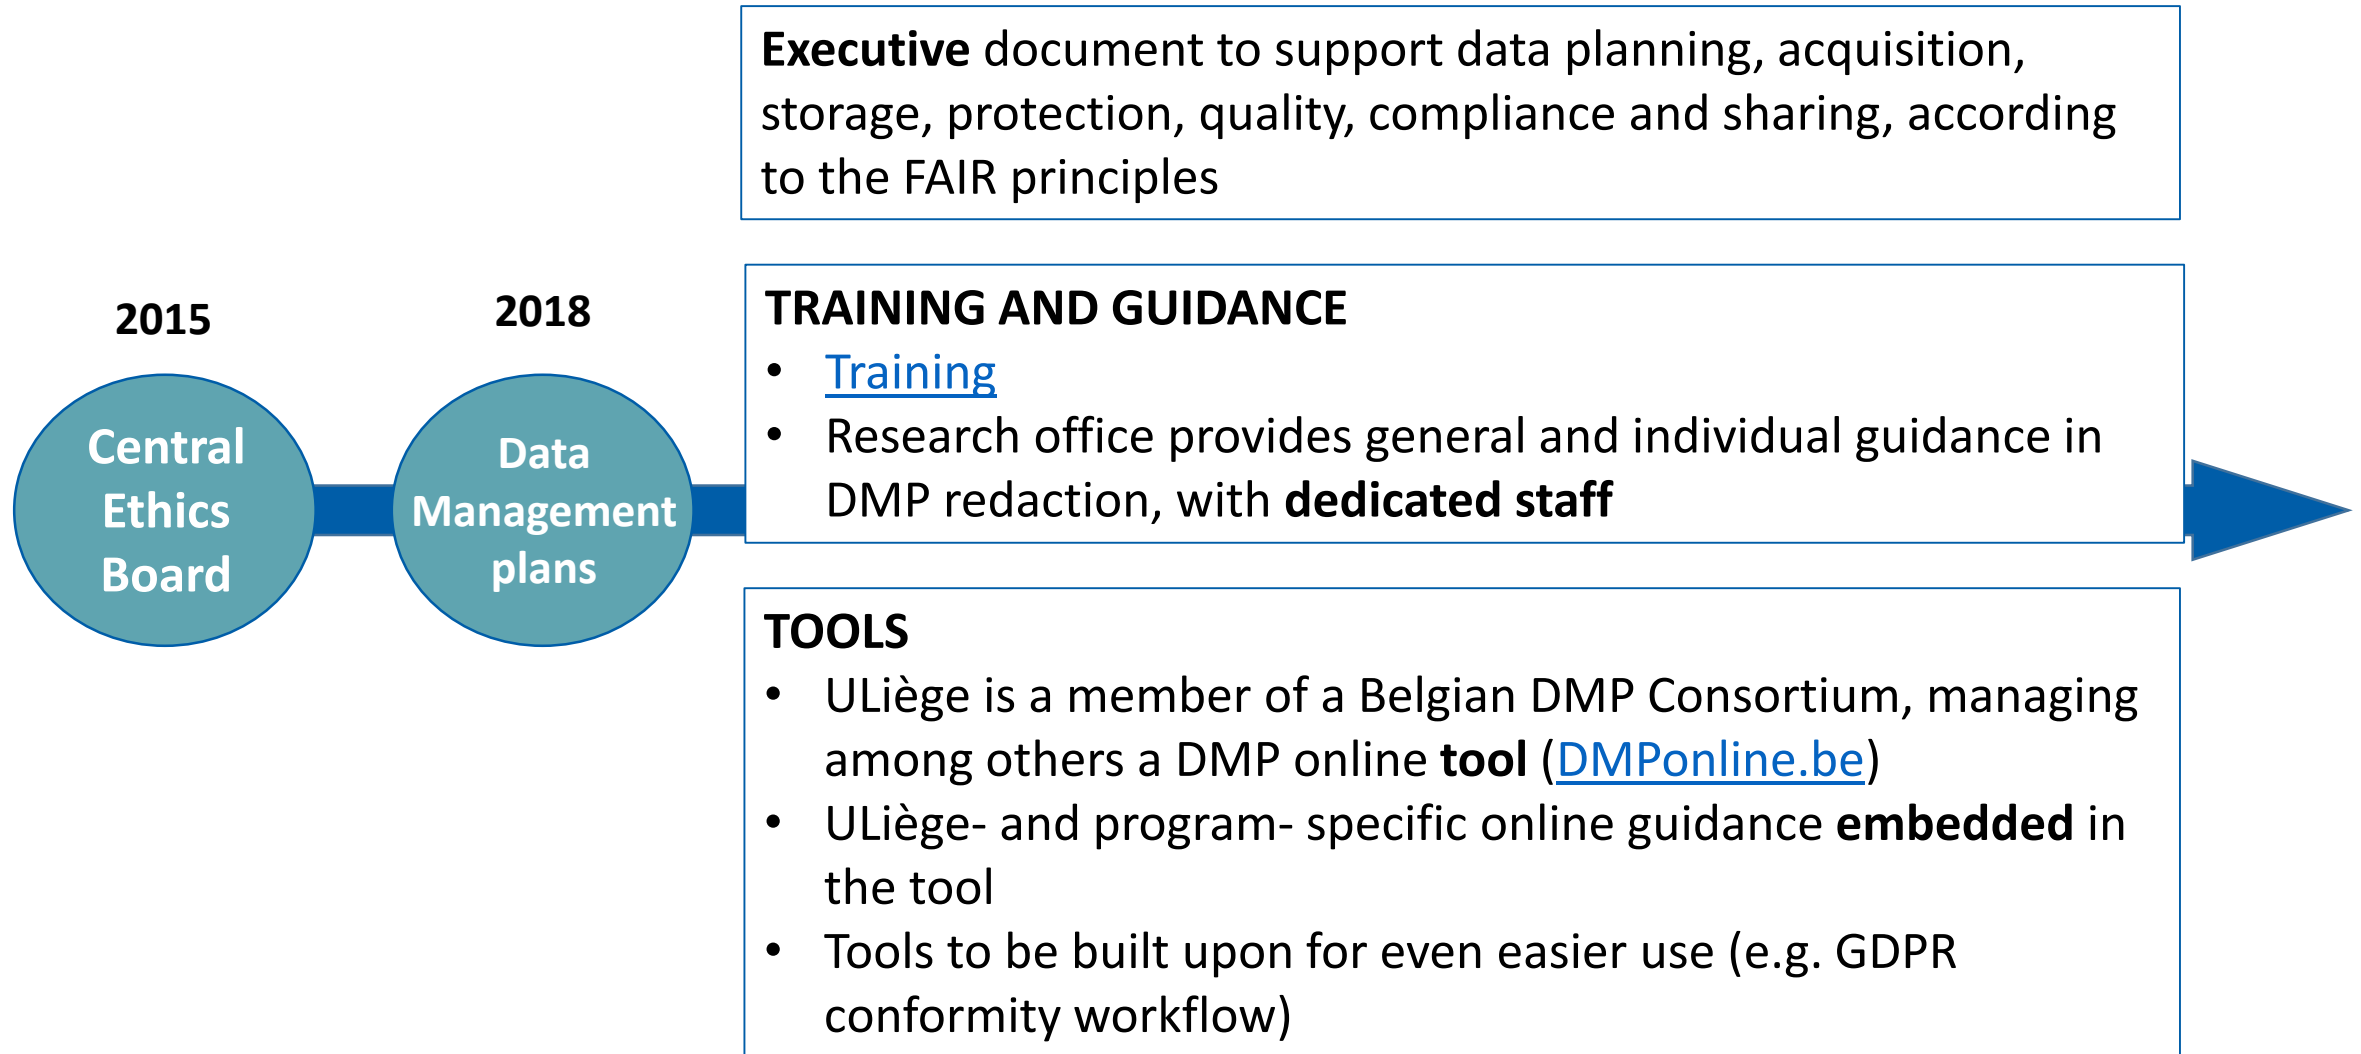 Executive document to support data planning, acquisition,
storage, protection, quality, compliance and sharing, according
to the FAIR principles
2015
Central
Ethics
Board
2018
Data
Management
plans
TRAINING AND GUIDANCE
• Training
• Research office provides general and individual guidance in
DMP redaction, with dedicated staff
TOOLS
• ULiège is a member of a Belgian DMP Consortium, managing
among others a DMP online tool (DMPonline.be)
• ULiège- and program- specific online guidance embedded in
the tool
• Tools to be built upon for even easier use (e.g. GDPR
conformity workflow)